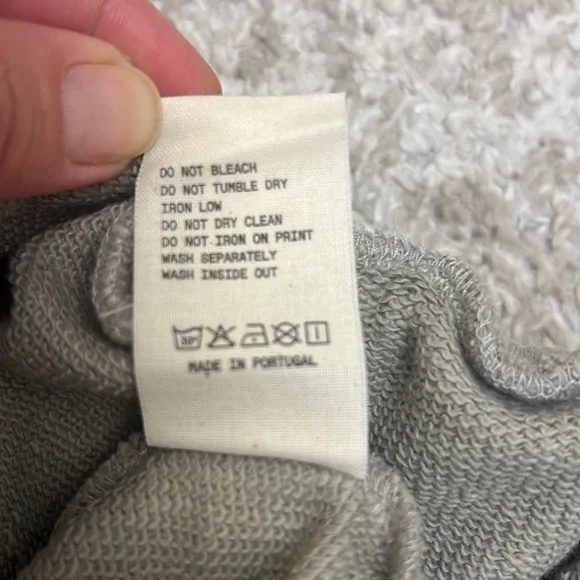 DO NOT BLEACH
DO NOT TUMBLE DRY
IRON LOW
DO NOT DRY CLEAN
DO NOT IRON ON PRINT
WASH SEPARATELY
WASH INSIDE OUT
30°
MADE IN PORTUGAL